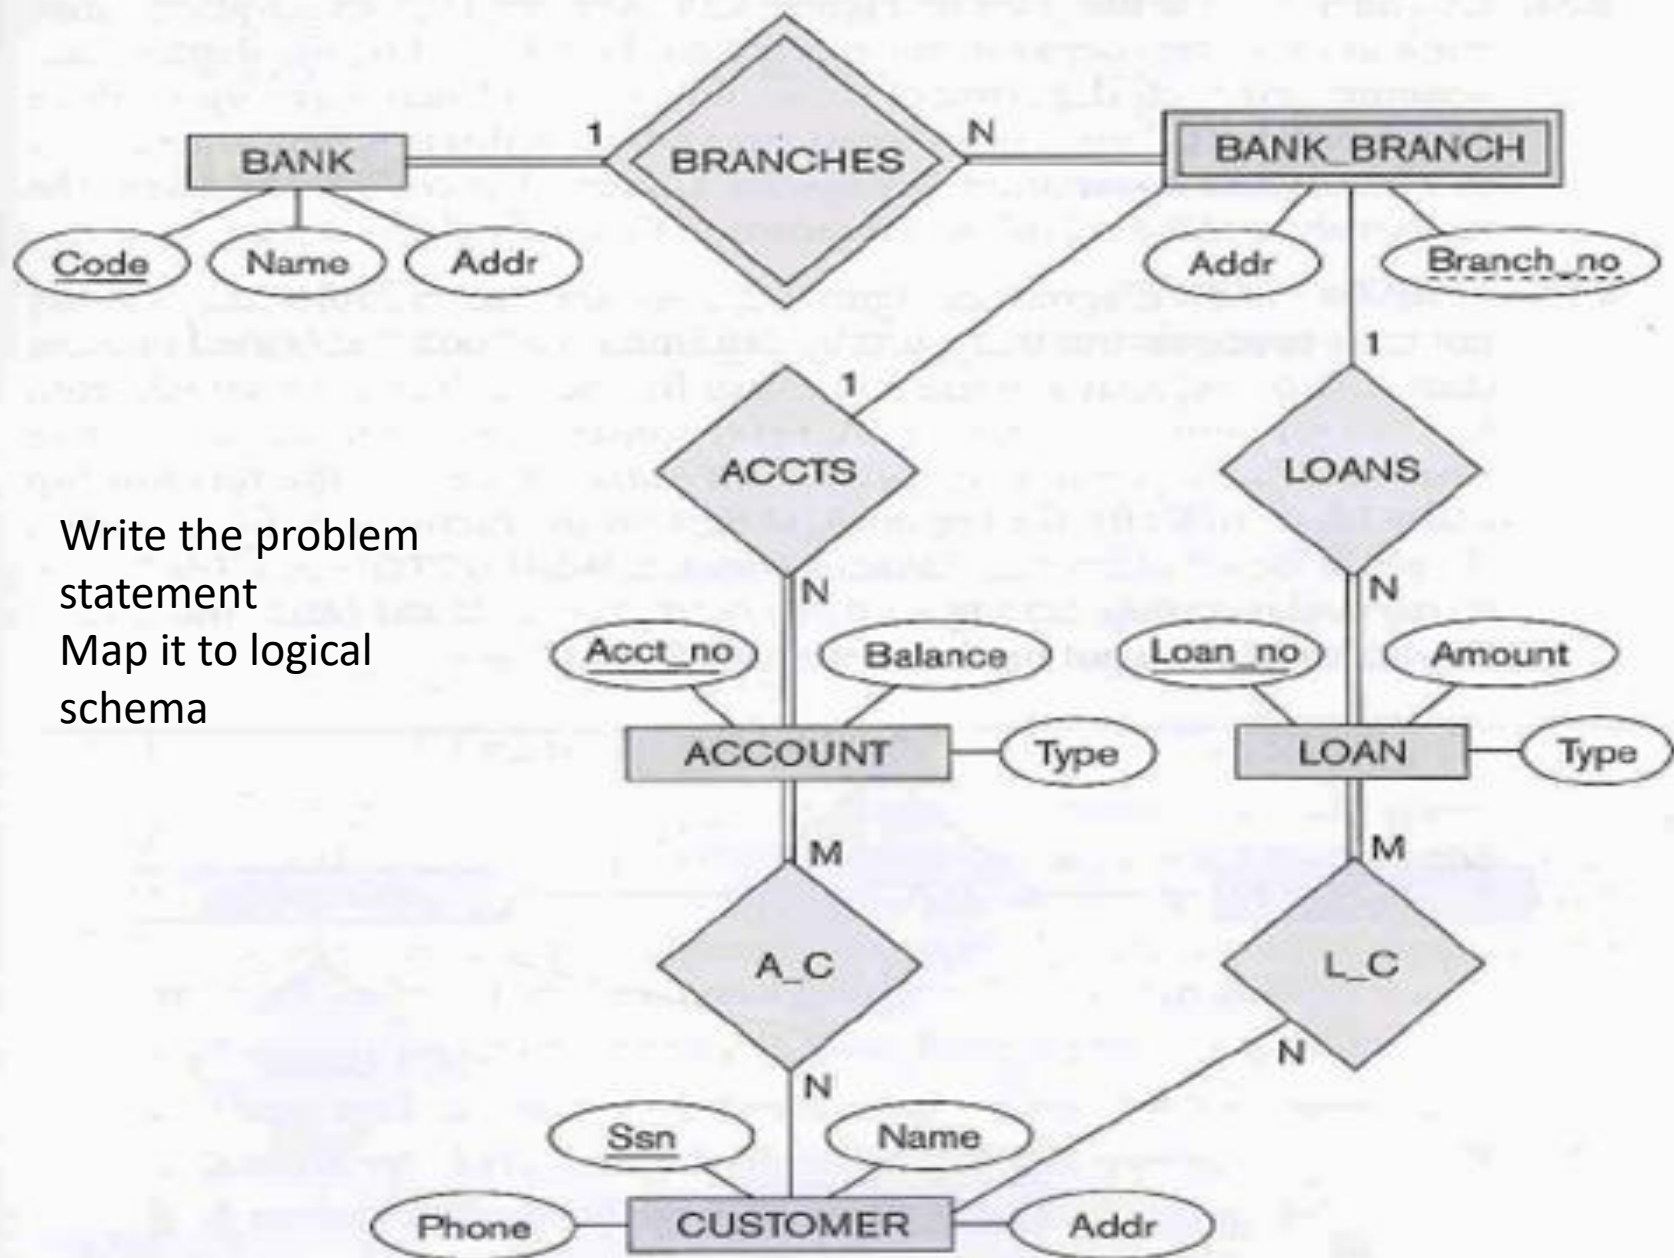 1
N
BANK
BRANCHES
BANK_BRANCH
Code
Name
Addr
Addr
Branch_no
1
1
ACCTS
LOANS
Write the problem
statement
Map it to logical
schema
N
N
Acct_no
Balance
Loan_no
Amount
ACCOUNT
Type
LOAN
Type
M
M
A_C
L_C
N
N
Ssn
Name
Phone
CUSTOMER
Addr